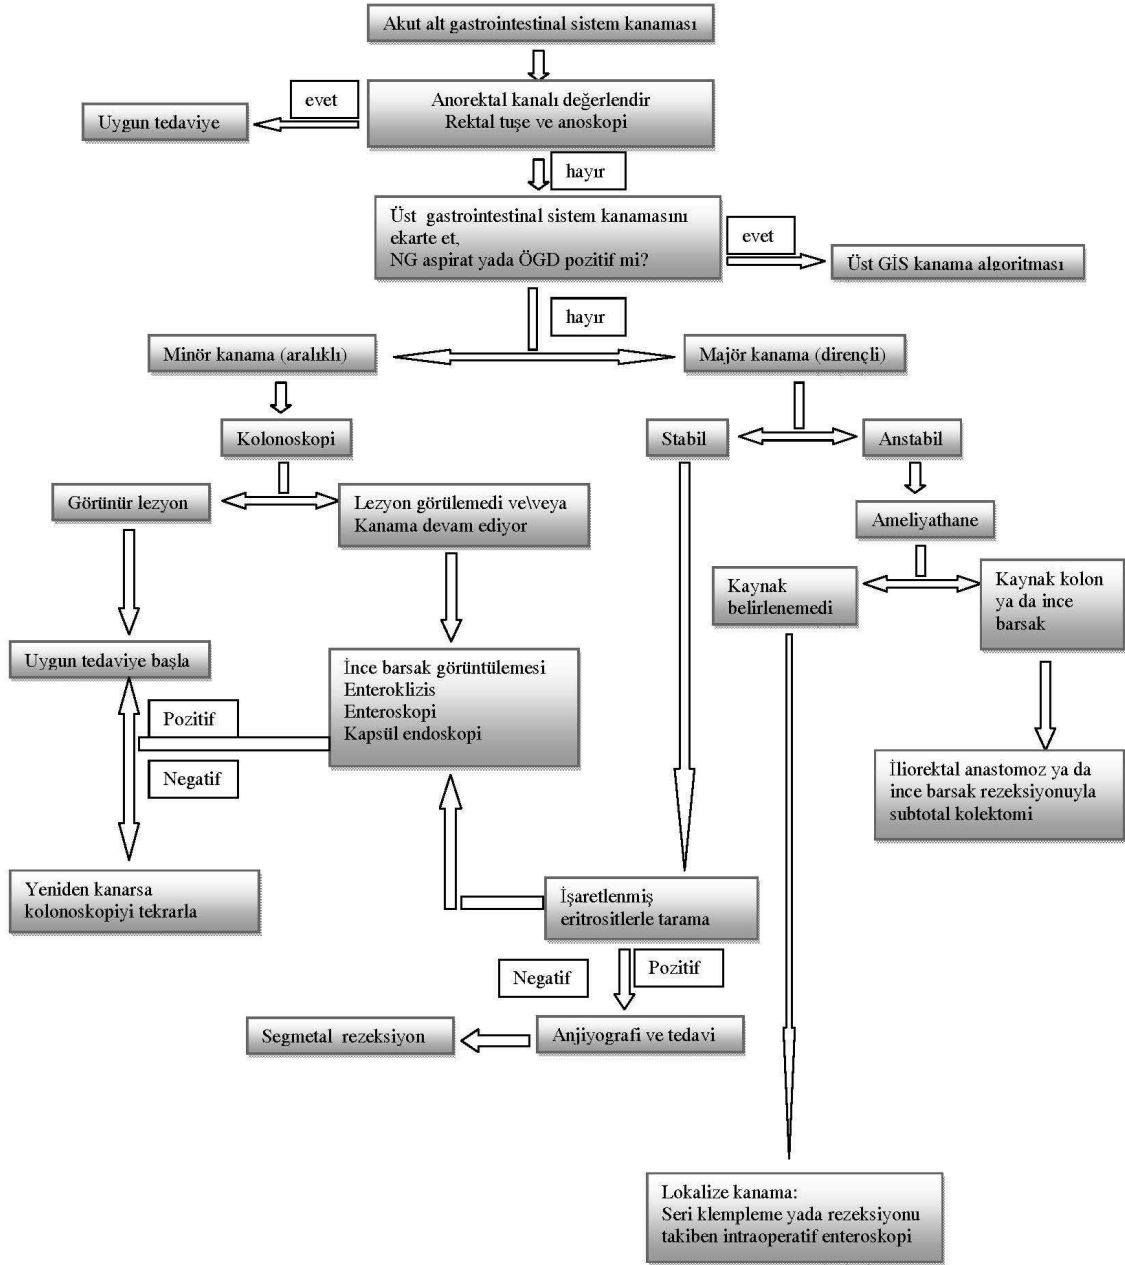 Akut alt gastrointestinal sistem kanaması
evet
Anorektal kanalı değerlendir
Rektal tuşe ve anoskopi
Uygun tedaviye
hayır
Üst gastrointestinal sistem kanamasını
ekarte et,
NG aspirat yada ÖGD pozitif mi?
evet
Üst GİS kanama algoritması
hayır
Minör kanama (aralıklı)
Majör kanama (dirençli)
Kolonoskopi
Stabil
Anstabil
Görünür lezyon
Lezyon görülemedi ve\veya
Kanama devam ediyor
Ameliyathane
Kaynak
belirlenemedi
Kaynak kolon
ya da ince
barsak
Uygun tedaviye başla
İnce barsak görüntülemesi
Enteroklizis
Enteroskopi
Kapsül endoskopi
Pozitif
Negatif
İliorektal anastomoz ya da
ince barsak rezeksiyonuyla
subtotal kolektomi
Yeniden kanarsa
kolonoskopiyi tekrarla
İşaretlenmiş
eritrositlerle tarama
Negatif
Pozitif
Segmetal rezeksiyon
Anjiyografi ve tedavi
Lokalize kanama:
Seri klempleme yada rezeksiyonu
takiben intraoperatif enteroskopi